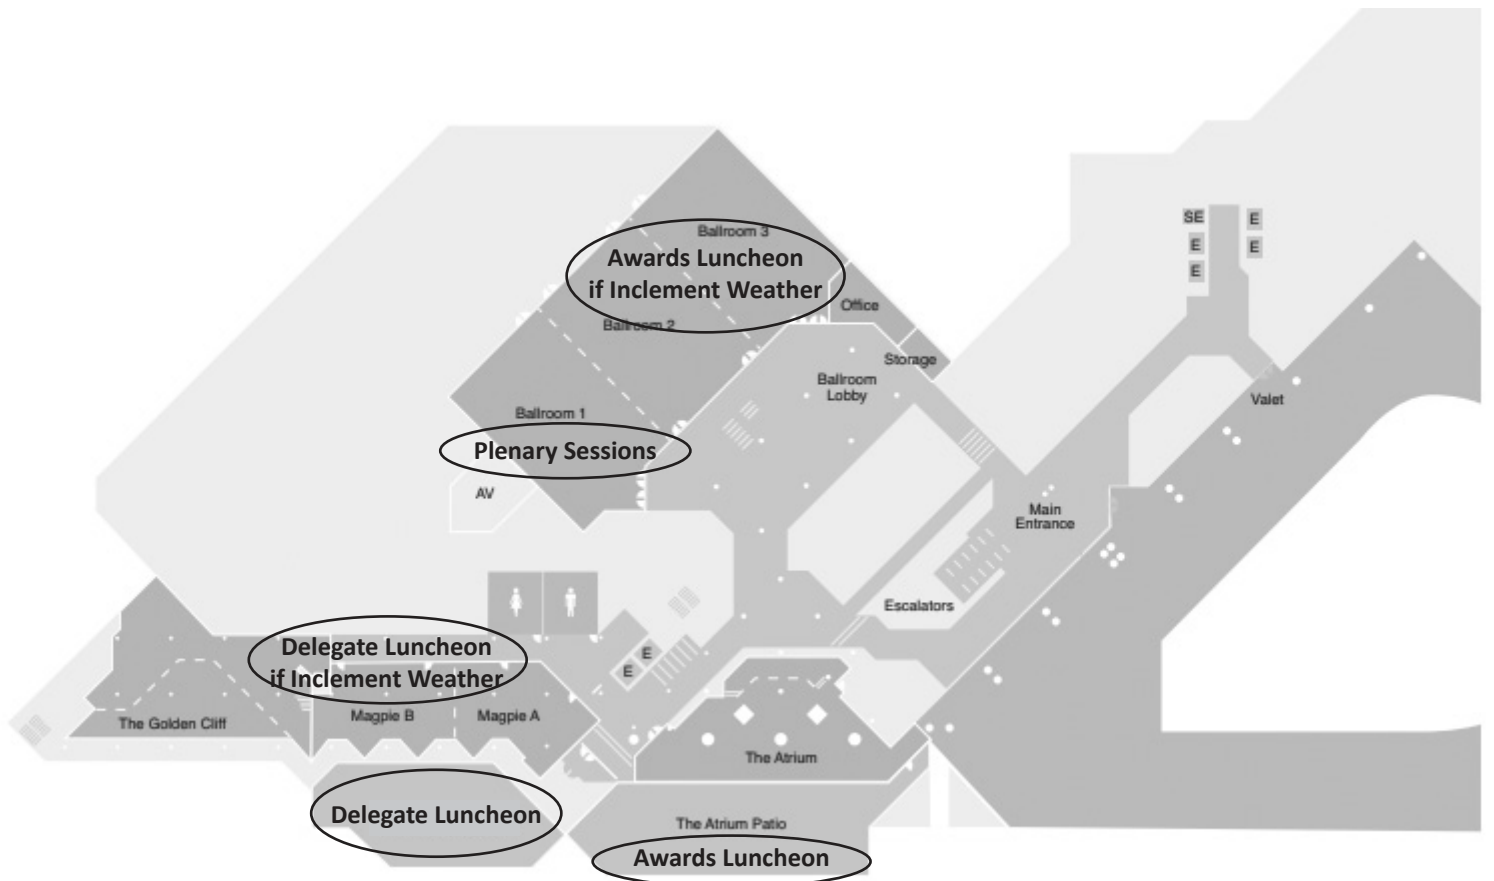 SE
E
E
E
E
Ballroom 3
Awards Luncheon
if Inclement Weather
Office
Ballroom 2
Storage
Ballroom
Lobby
Valet
Ballroom 1
Plenary Sessions
AV
Main
Entrance
Escalators
Delegate Luncheon
if Inclement Weather
E
E
The Golden Cliff
Magpie B
Magpie A
The Atrium
Delegate Luncheon
The Atrium Patio
Awards Luncheon